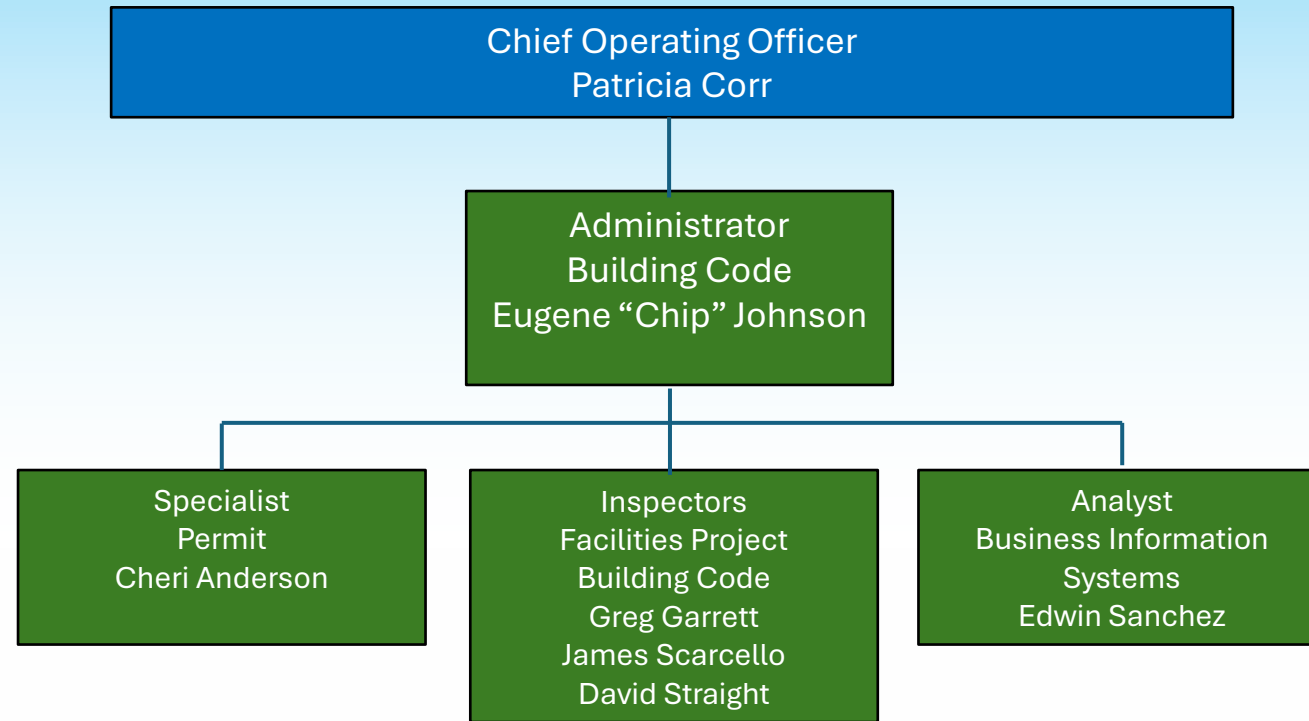 Chief Operating Officer
Patricia Corr
Administrator
Building Code
Eugene “Chip” Johnson
Specialist
Permit
Cheri Anderson
Inspectors
Facilities Project
Building Code
Greg Garrett
James Scarcello
David Straight
Analyst
Business Information
Systems
Edwin Sanchez